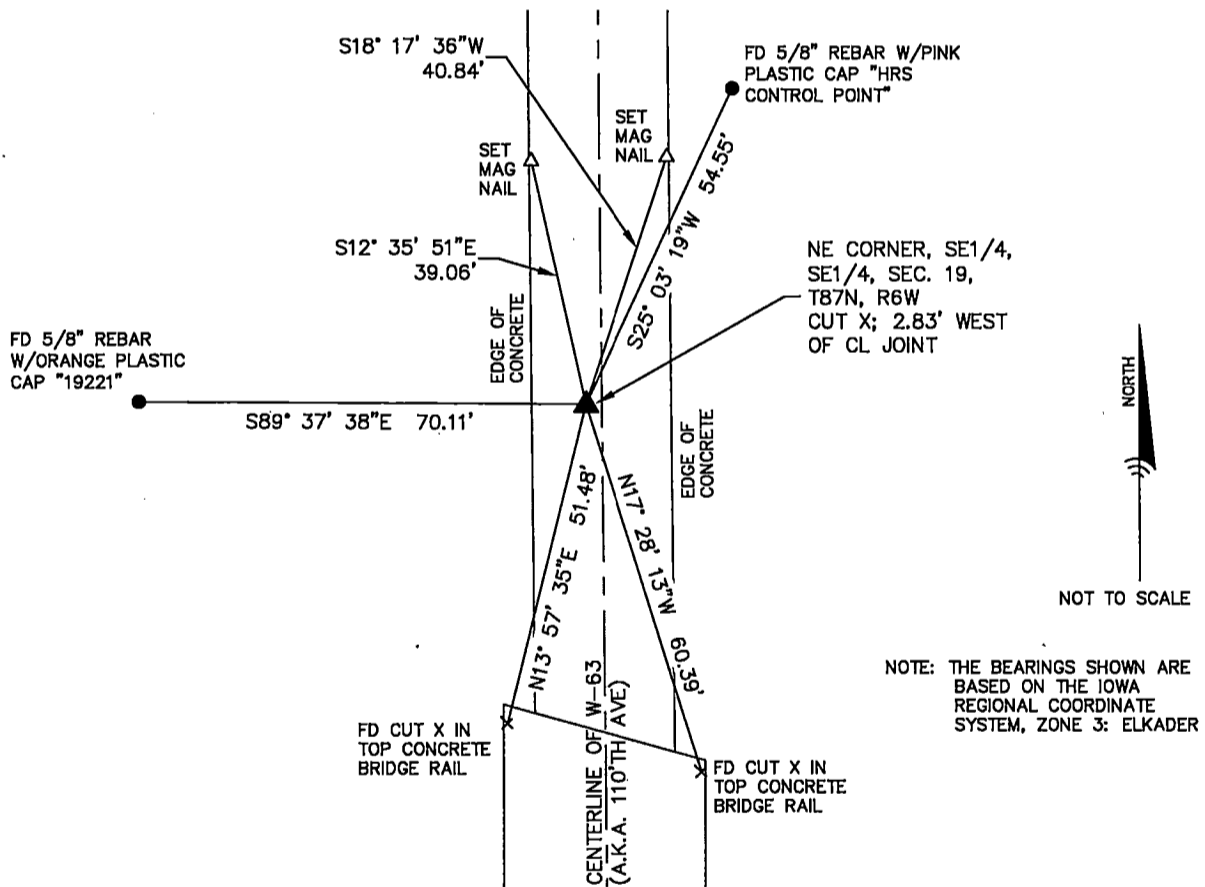 S18° 17' 36"W
40.84'
FD 5/8" REBAR W/PINK
PLASTIC CAP "HRS
CONTROL POINT"
SET
MAG
NAIL
SET
MAG
NAIL
S12° 35' 51"E
39.06'
S25° 03' 19"W 54.55'
NE CORNER, SE1/4,
SE1/4, SEC. 19,
T87N, R6W
CUT X; 2.83' WEST
OF CL JOINT
FD 5/8" REBAR
W/ORANGE PLASTIC
CAP "19221"
EDGE OF
CONCRETE
S89° 37' 38"E 70.11'
NORTH
EDGE OF
CONCRETE
N13° 57' 35"E 51.48'
N17° 28' 13"W 60.39'
NOT TO SCALE
NOTE: THE BEARINGS SHOWN ARE
BASED ON THE IOWA
REGIONAL COORDINATE
SYSTEM, ZONE 3: ELKADER
FD CUT X IN
TOP CONCRETE
BRIDGE RAIL
CENTERLINE OF W-63
(A.K.A. 110'TH AVE)
FD CUT X IN
TOP CONCRETE
BRIDGE RAIL